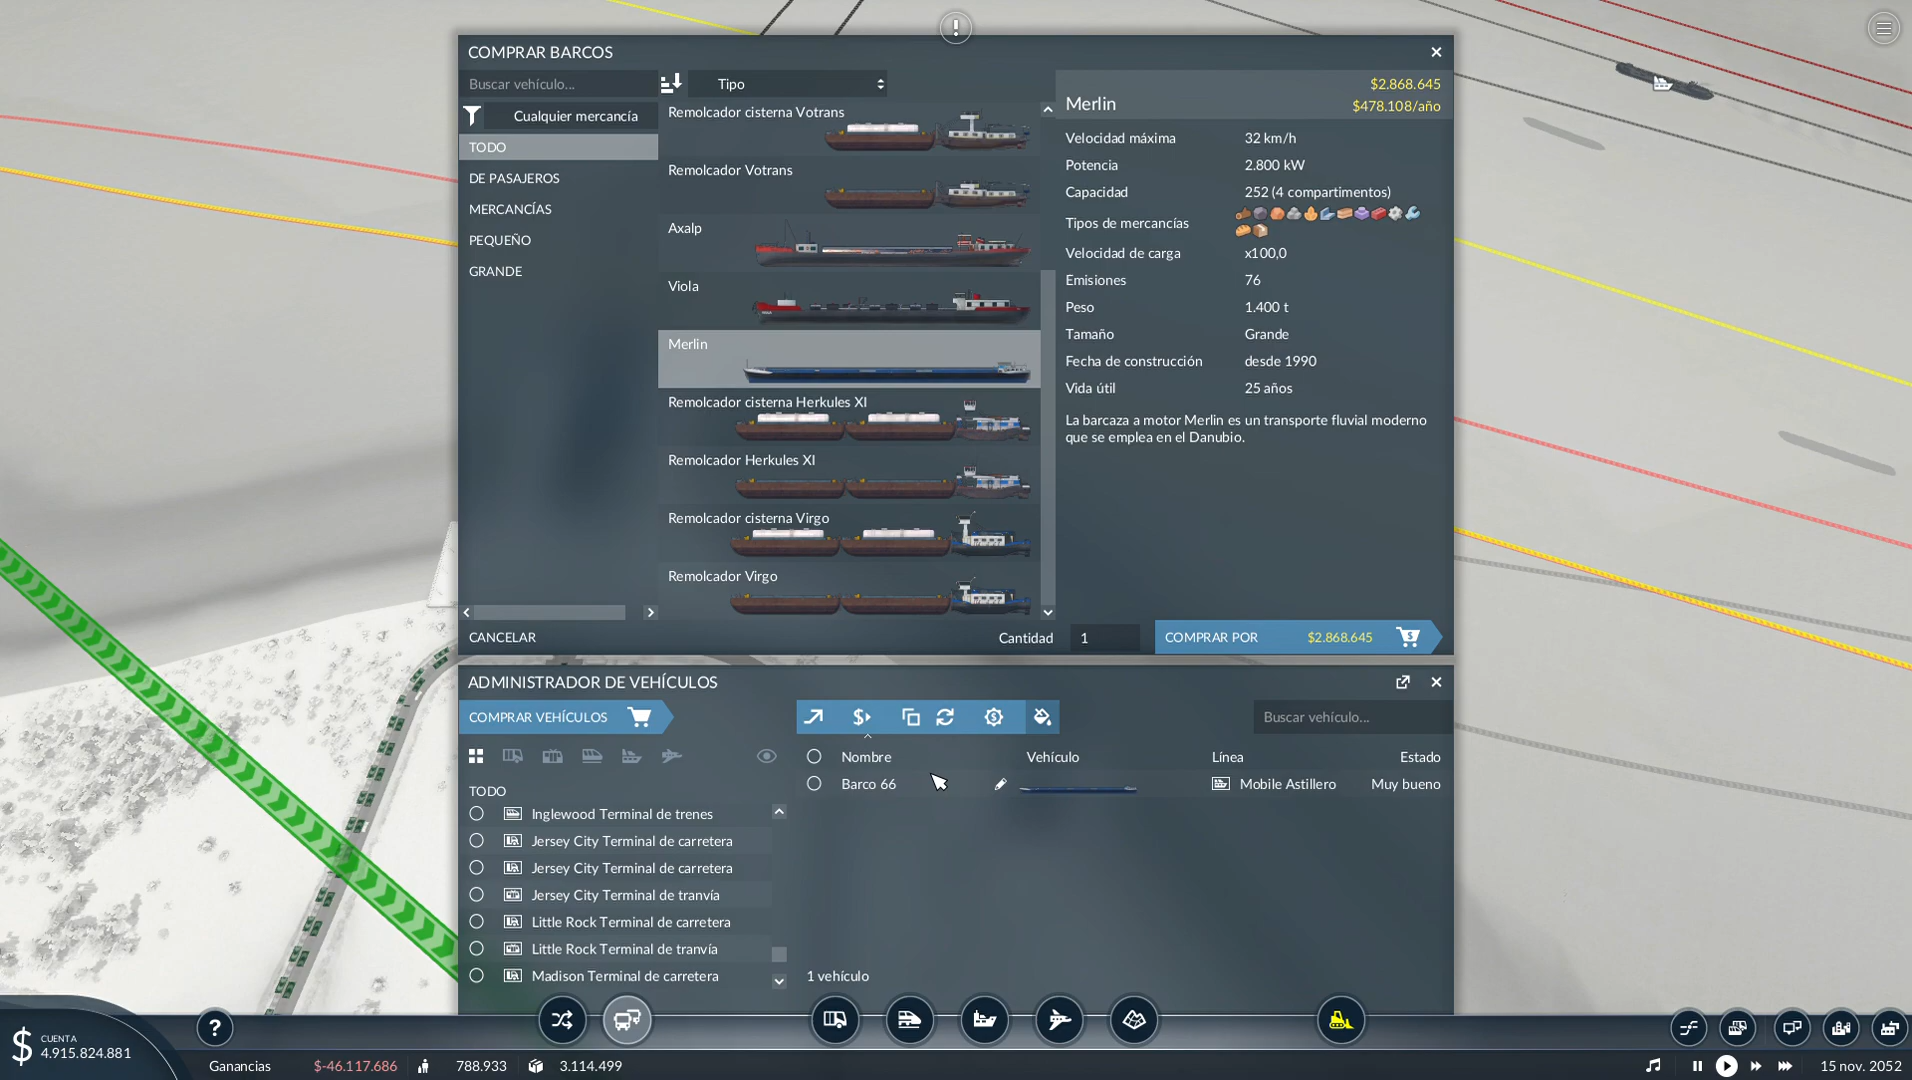 COMPRAR BARCOS
Buscar vehículo...
Tipo
Cualquier mercancía
TODO
DE PASAJEROS
MERCANCÍAS
PEQUEÑO
GRANDE
Remolcador cisterna Votrans
Remolcador Votrans
Axalp
Viola
Merlin
Remolcador cisterna Herkules XI
Remolcador Herkules XI
Remolcador cisterna Virgo
Remolcador Virgo
$2.868.645
Merlin
$478.108/año
Velocidad máxima 32 km/h
Potencia 2.800 kW
Capacidad 252 (4 compartimentos)
Tipos de mercancías
Velocidad de carga x100,0
Emisiones 76
Peso 1.400 t
Tamaño Grande
Fecha de construcción desde 1990
Vida útil 25 años
La barcaza a motor Merlin es un transporte fluvial moderno
que se emplea en el Danubio.
CANCELAR
Cantidad 1
COMPRAR POR $2.868.645
ADMINISTRADOR DE VEHÍCULOS
COMPRAR VEHÍCULOS
Buscar vehículo...
TODO
Inglewood Terminal de trenes
Jersey City Terminal de carretera
Jersey City Terminal de carretera
Jersey City Terminal de tranvía
Little Rock Terminal de carretera
Little Rock Terminal de tranvía
Madison Terminal de carretera
Nombre Vehículo Línea Estado
Barco 66 Mobile Astillero Muy bueno
1 vehículo
?
$ CUENTA
4.915.824.881
Ganancias $-46.117.686 788.933 3.114.499
15 nov. 2052